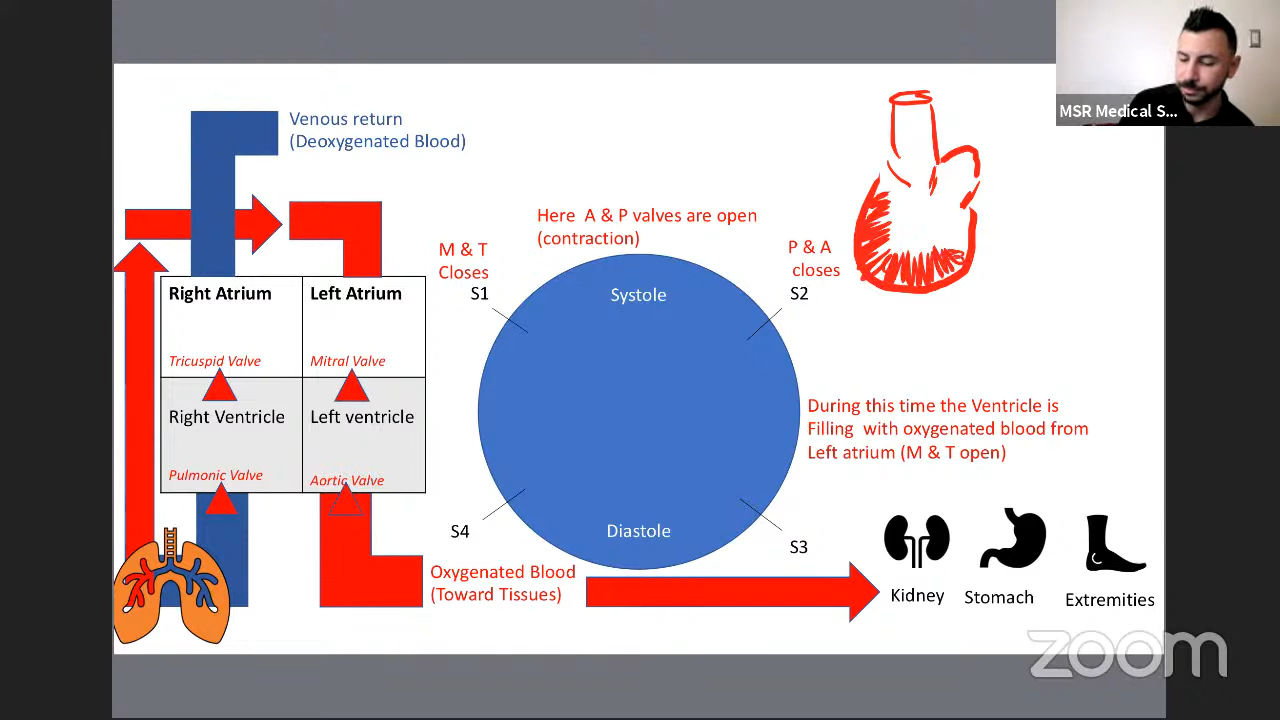 MSR Medical S...
Venous return
(Deoxygenated Blood)
Here A & P valves are open
(contraction)
M & T
Closes
S1
P & A
closes
S2
Systole
Right Atrium
Left Atrium
Tricuspid Valve
Mitral Valve
Right Ventricle
Left ventricle
Pulmonic Valve
Aortic Valve
During this time the Ventricle is
Filling with oxygenated blood from
Left atrium (M & T open)
S4
Diastole
S3
Oxygenated Blood
(Toward Tissues)
Kidney
Stomach
Extremities
zoom